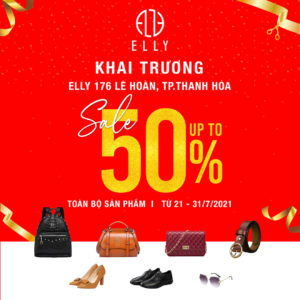 ELLY
KHAI TRƯƠNG
ELLY 176 LÊ HOÀN, TP.THANH HÓA
Sale
UP TO
50%
TOÀN BỘ SẢN PHẨM I TỪ 21 - 31/7/2021